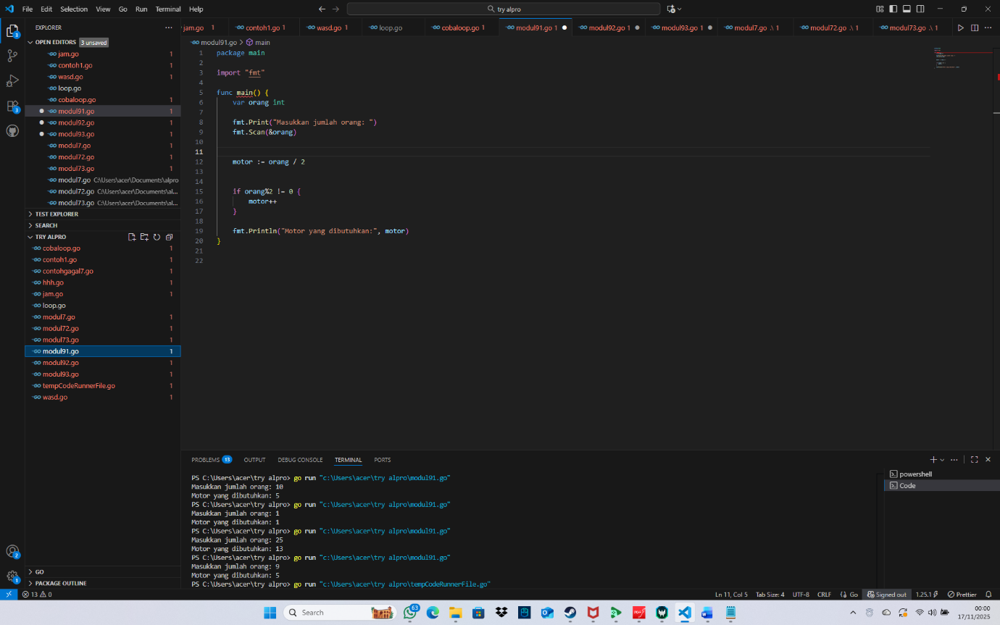 File Edit Selection View Go Run Terminal Help
try alpro
EXPLORER
OPEN EDITORS 3 unsaved
jam.go 1
contoh1.go 1
wasd.go 1
loop.go
cobaloop.go 1
modul91.go 1
modul92.go 1
modul93.go 1
modul7.go 1
modul72.go 1
modul73.go 1
modul7.go C:\Users\acer\Documents\alpro
modul72.go C:\Users\acer\Documents\al...
modul73.go C:\Users\acer\Documents\al...
TEST EXPLORER
SEARCH
TRY ALPRO
cobaloop.go 1
contoh1.go 1
contohgagal7.go 1
hhh.go 1
jam.go 1
loop.go
modul7.go 1
modul72.go 1
modul73.go 1
modul91.go 1
modul92.go 1
modul93.go 1
tempCodeRunnerFile.go 1
wasd.go 1
GO
PACKAGE OUTLINE
jam.go 1 contoh1.go 1 wasd.go 1 loop.go cobaloop.go 1 modul91.go 1 modul92.go 1 modul93.go 1 modul7.go .\ 1 modul72.go .\ 1 modul73.go .\ 1
modul91.go > main
1 package main
2
3 import "fmt"
4
5 func main() {
6 var orang int
7
8 fmt.Print("Masukkan jumlah orang: ")
9 fmt.Scan(&orang)
10
11
12 motor := orang / 2
13
14
15 if orang%2 != 0 {
16 motor++
17 }
18
19 fmt.Println("Motor yang dibutuhkan:", motor)
20 }
21
22
PROBLEMS 13 OUTPUT DEBUG CONSOLE TERMINAL PORTS
PS C:\Users\acer\try alpro> go run "c:\Users\acer\try alpro\modul91.go"
Masukkan jumlah orang: 10
Motor yang dibutuhkan: 5
PS C:\Users\acer\try alpro> go run "c:\Users\acer\try alpro\modul91.go"
Masukkan jumlah orang: 1
Motor yang dibutuhkan: 1
PS C:\Users\acer\try alpro> go run "c:\Users\acer\try alpro\modul91.go"
Masukkan jumlah orang: 25
Motor yang dibutuhkan: 13
PS C:\Users\acer\try alpro> go run "c:\Users\acer\try alpro\modul91.go"
Masukkan jumlah orang: 9
Motor yang dibutuhkan: 5
PS C:\Users\acer\try alpro> go run "c:\Users\acer\try alpro\tempCodeRunnerFile.go"
powershell
Code
13 0 Ln 11, Col 5 Tab Size: 4 UTF-8 CRLF Go Signed out 1.25.1 Prettier
Search
63
00:00
17/11/2025